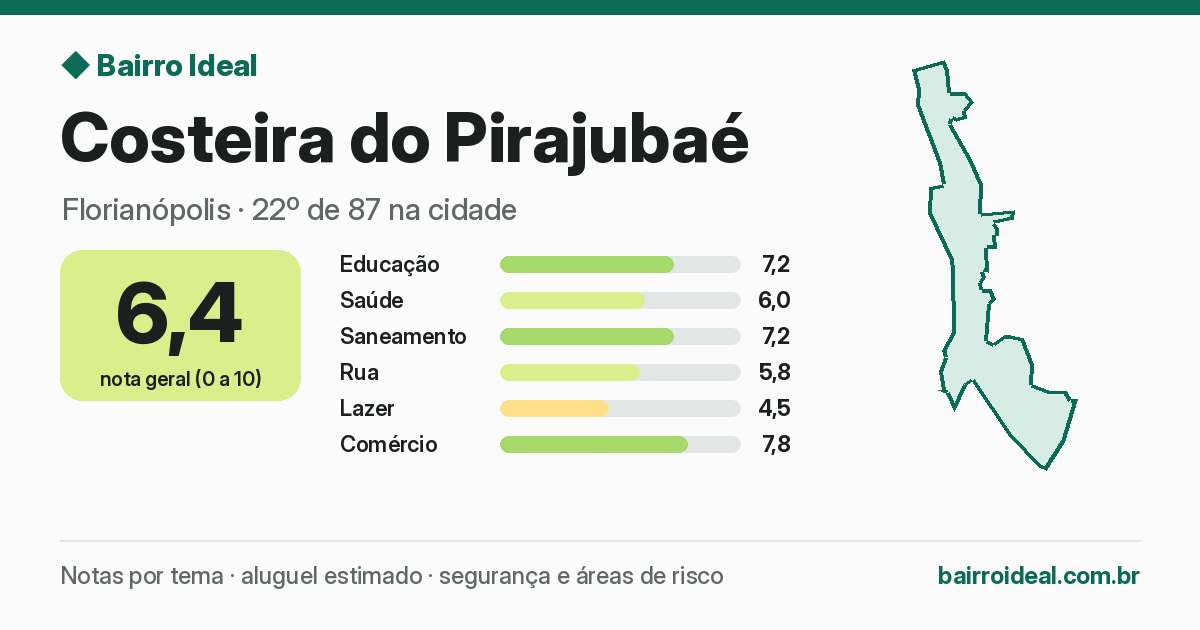 Bairro Ideal
Costeira do Pirajubaé
Florianópolis · 22º de 87 na cidade
6,4
nota geral (0 a 10)
Educação 7,2
Saúde 6,0
Saneamento 7,2
Rua 5,8
Lazer 4,5
Comércio 7,8
Notas por tema · aluguel estimado · segurança e áreas de risco
bairroideal.com.br